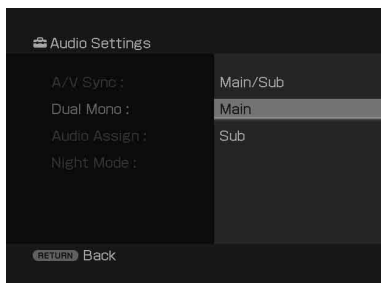 Audio Settings
A/V Sync :
Main/Sub
Dual Mono :
Main
Audio Assign :
Sub
Night Mode :
RETURN Back